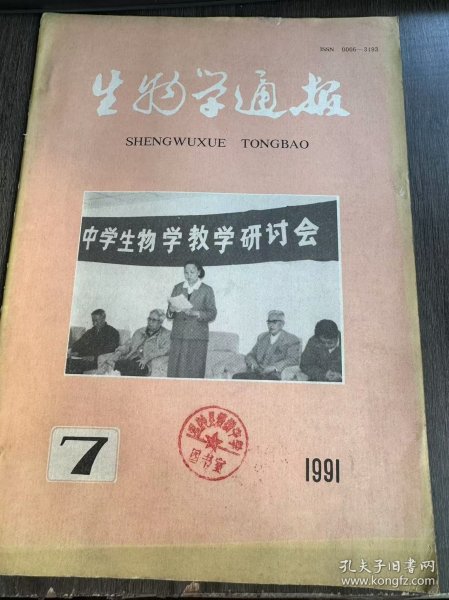 ISSN 0006-3193
生物学通报
SHENGWUXUE TONGBAO
中学生物学教学研讨会
7
图书室
1991
孔夫子旧书网
www.kongfz.com